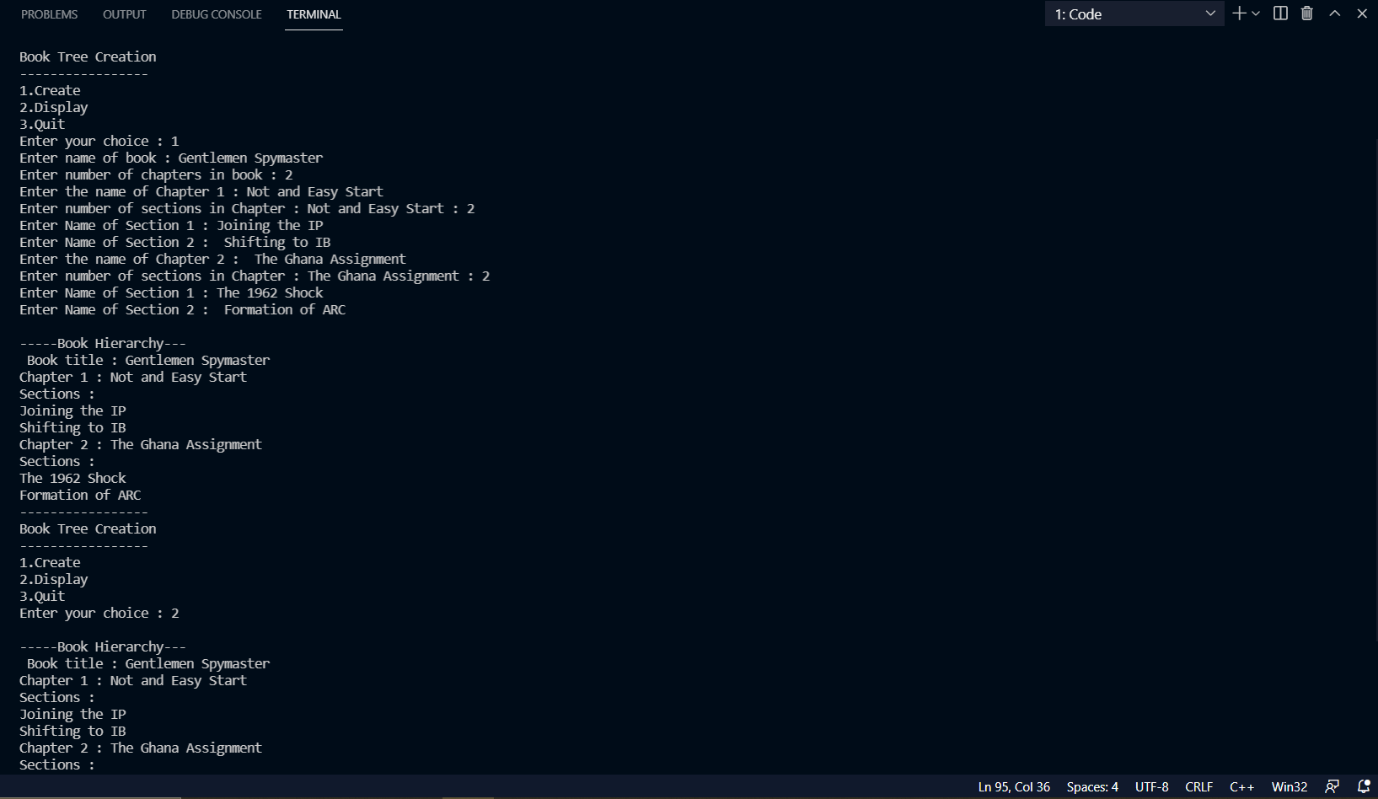 PROBLEMS OUTPUT DEBUG CONSOLE TERMINAL 1: Code
Book Tree Creation
-----------------
1.Create
2.Display
3.Quit
Enter your choice : 1
Enter name of book : Gentlemen Spymaster
Enter number of chapters in book : 2
Enter the name of Chapter 1 : Not and Easy Start
Enter number of sections in Chapter : Not and Easy Start : 2
Enter Name of Section 1 : Joining the IP
Enter Name of Section 2 :  Shifting to IB
Enter the name of Chapter 2 :  The Ghana Assignment
Enter number of sections in Chapter : The Ghana Assignment : 2
Enter Name of Section 1 : The 1962 Shock
Enter Name of Section 2 :  Formation of ARC
-----Book Hierarchy---
 Book title : Gentlemen Spymaster
Chapter 1 : Not and Easy Start
Sections :
Joining the IP
Shifting to IB
Chapter 2 : The Ghana Assignment
Sections :
The 1962 Shock
Formation of ARC
-----------------
Book Tree Creation
-----------------
1.Create
2.Display
3.Quit
Enter your choice : 2
-----Book Hierarchy---
 Book title : Gentlemen Spymaster
Chapter 1 : Not and Easy Start
Sections :
Joining the IP
Shifting to IB
Chapter 2 : The Ghana Assignment
Sections :
Ln 95, Col 36 Spaces: 4 UTF-8 CRLF C++ Win32